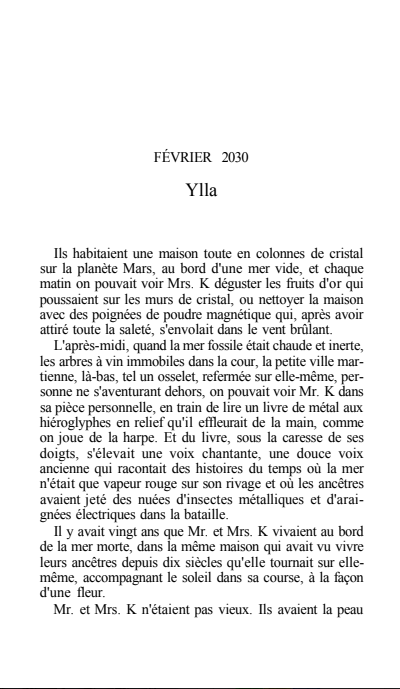 FÉVRIER 2030
Ylla
Ils habitaient une maison toute en colonnes de cristal
sur la planète Mars, au bord d'une mer vide, et chaque
matin on pouvait voir Mrs. K déguster les fruits d'or qui
poussaient sur les murs de cristal, ou nettoyer la maison
avec des poignées de poudre magnétique qui, après avoir
attiré toute la saleté, s'envolait dans le vent brûlant.
L'après-midi, quand la mer fossile était chaude et inerte,
les arbres à vin immobiles dans la cour, la petite ville mar-
tienne, là-bas, tel un osselet, refermée sur elle-même, per-
sonne ne s'aventurant dehors, on pouvait voir Mr. K dans
sa pièce personnelle, en train de lire un livre de métal aux
hiéroglyphes en relief qu'il effleurait de la main, comme
on joue de la harpe. Et du livre, sous la caresse de ses
doigts, s'élevait une voix chantante, une douce voix
ancienne qui racontait des histoires du temps où la mer
n'était que vapeur rouge sur son rivage et où les ancêtres
avaient jeté des nuées d'insectes métalliques et d'arai-
gnées électriques dans la bataille.
Il y avait vingt ans que Mr. et Mrs. K vivaient au bord
de la mer morte, dans la même maison qui avait vu vivre
leurs ancêtres depuis dix siècles qu'elle tournait sur elle-
même, accompagnant le soleil dans sa course, à la façon
d'une fleur.
Mr. et Mrs. K n'étaient pas vieux. Ils avaient la peau